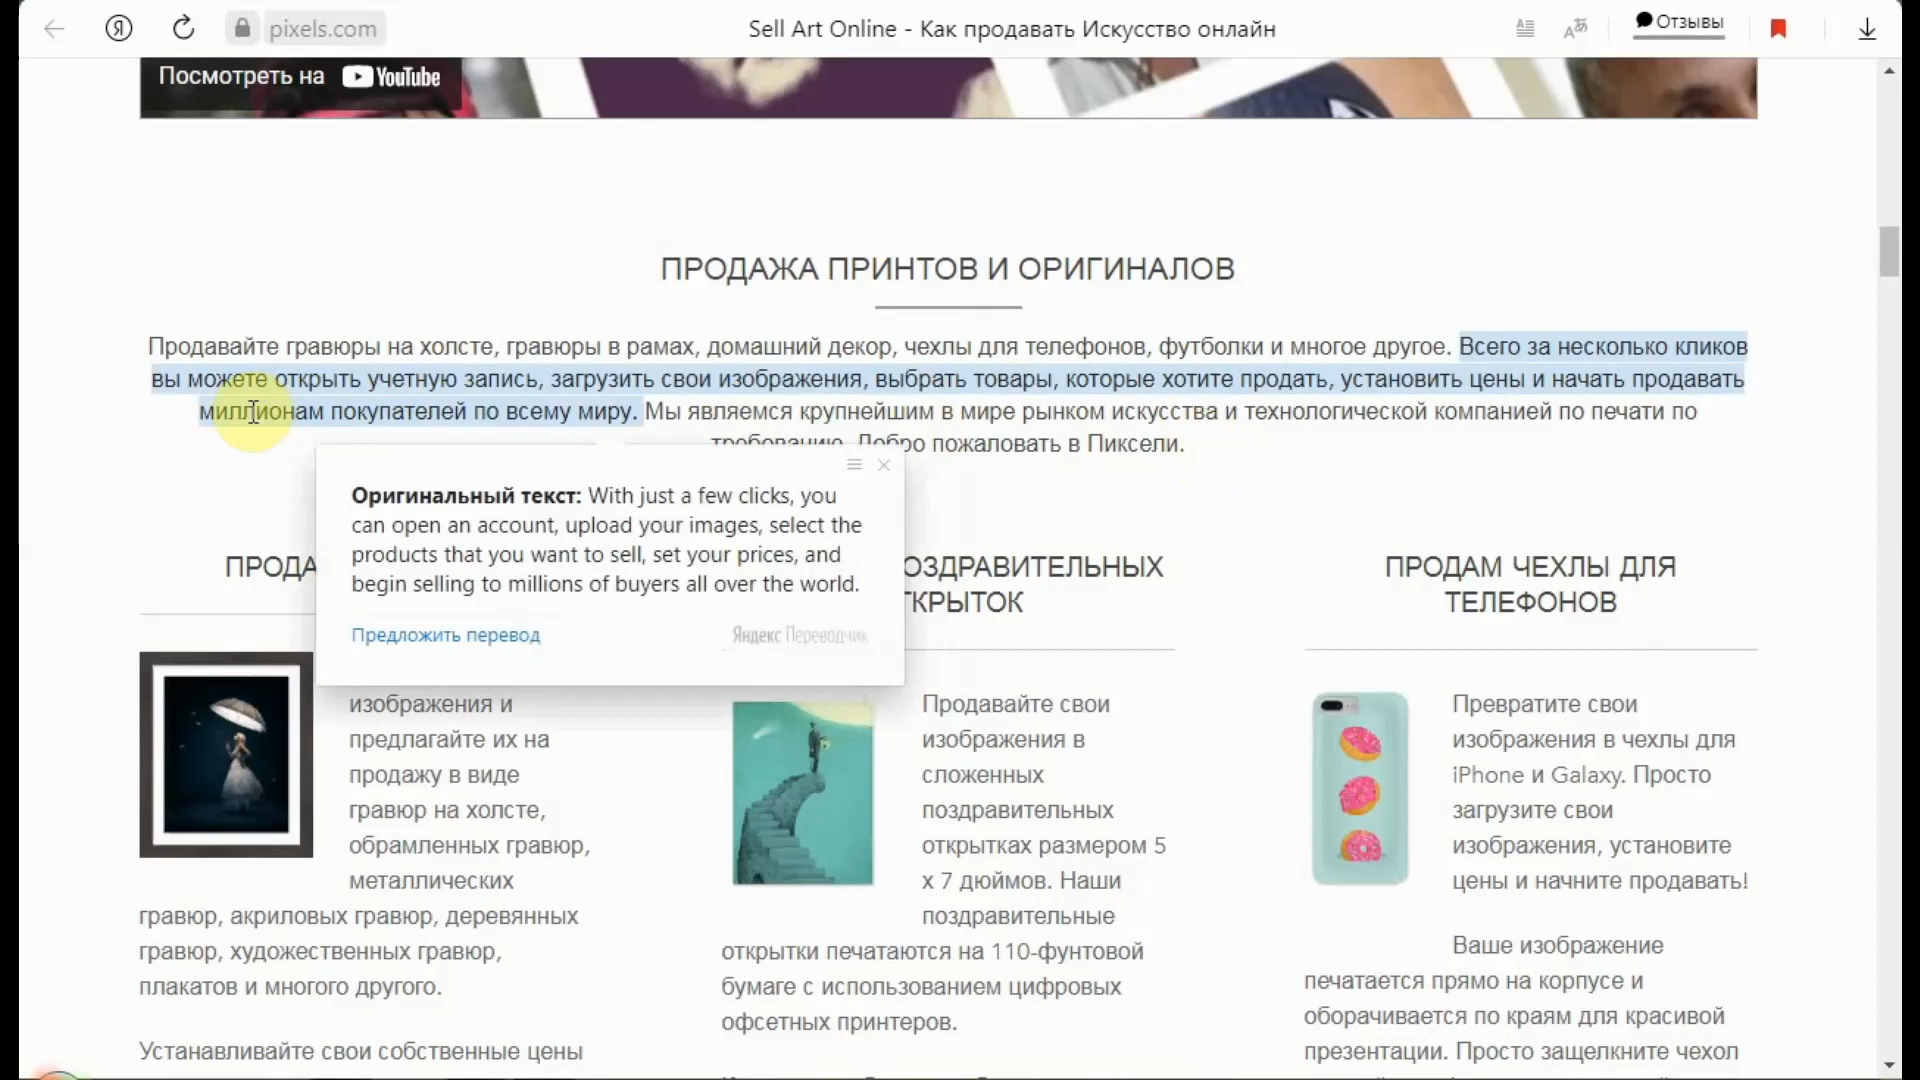 Я
pixels.com
Sell Art Online - Как продавать Искусство онлайн
Отзывы
Посмотреть на YouTube
ПРОДАЖА ПРИНТОВ И ОРИГИНАЛОВ
Продавайте гравюры на холсте, гравюры в рамах, домашний декор, чехлы для телефонов, футболки и многое другое. Всего за несколько кликов
вы можете открыть учетную запись, загрузить свои изображения, выбрать товары, которые хотите продать, установить цены и начать продавать
миллионам покупателей по всему миру. Мы являемся крупнейшим в мире рынком искусства и технологической компанией по печати по
требованию. Добро пожаловать в Пиксели.
Оригинальный текст: With just a few clicks, you
can open an account, upload your images, select the
products that you want to sell, set your prices, and
begin selling to millions of buyers all over the world.
Предложить перевод
Яндекс Переводчик
ПРОДА
изображения и
предлагайте их на
продажу в виде
гравюр на холсте,
обрамленных гравюр,
металлических
гравюр, акриловых гравюр, деревянных
гравюр, художественных гравюр,
плакатов и многого другого.
Устанавливайте свои собственные цены
ОЗДРАВИТЕЛЬНЫХ
ТКРЫТОК
Продавайте свои
изображения в
сложенных
поздравительных
открытках размером 5
x 7 дюймов. Наши
поздравительные
открытки печатаются на 110-фунтовой
бумаге с использованием цифровых
офсетных принтеров.
ПРОДАМ ЧЕХЛЫ ДЛЯ
ТЕЛЕФОНОВ
Превратите свои
изображения в чехлы для
iPhone и Galaxy. Просто
загрузите свои
изображения, установите
цены и начните продавать!
Ваше изображение
печатается прямо на корпусе и
оборачивается по краям для красивой
презентации. Просто защелкните чехол